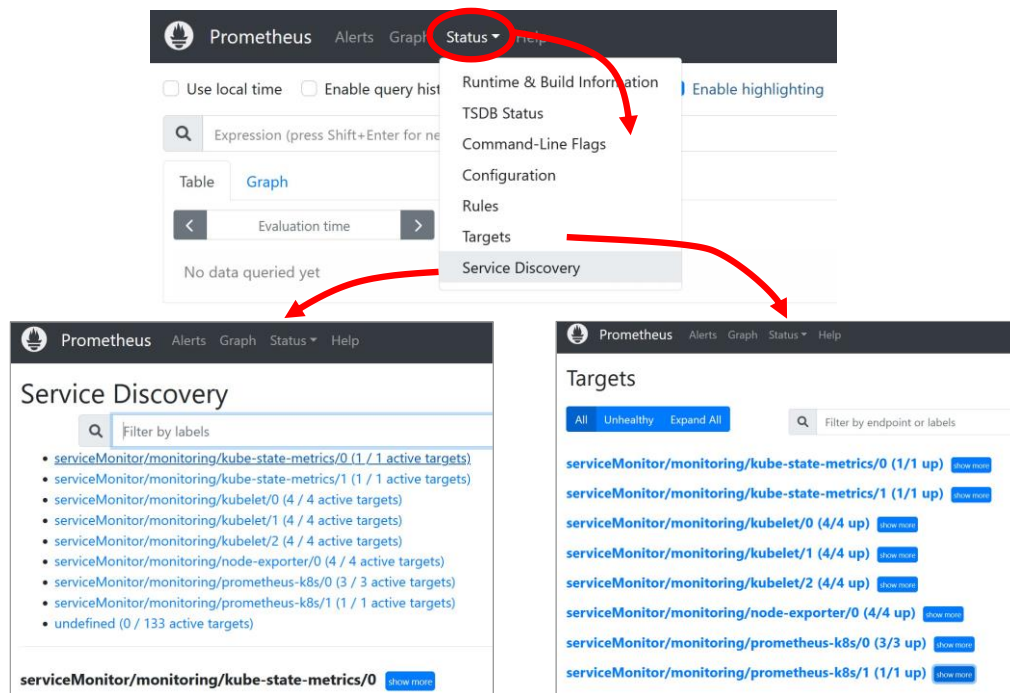 Prometheus Alerts Graph Status Help
Use local time Enable query hist Enable highlighting
Expression (press Shift+Enter for ne
Table Graph
Evaluation time
No data queried yet
Runtime & Build Information
TSDB Status
Command-Line Flags
Configuration
Rules
Targets
Service Discovery
Prometheus Alerts Graph Status Help
Service Discovery
Filter by labels
serviceMonitor/monitoring/kube-state-metrics/0 (1 / 1 active targets)
serviceMonitor/monitoring/kube-state-metrics/1 (1 / 1 active targets)
serviceMonitor/monitoring/kubelet/0 (4 / 4 active targets)
serviceMonitor/monitoring/kubelet/1 (4 / 4 active targets)
serviceMonitor/monitoring/kubelet/2 (4 / 4 active targets)
serviceMonitor/monitoring/node-exporter/0 (4 / 4 active targets)
serviceMonitor/monitoring/prometheus-k8s/0 (3 / 3 active targets)
serviceMonitor/monitoring/prometheus-k8s/1 (1 / 1 active targets)
undefined (0 / 133 active targets)
serviceMonitor/monitoring/kube-state-metrics/0 show more
Prometheus Alerts Graph Status Help
Targets
All Unhealthy Expand All Filter by endpoint or labels
serviceMonitor/monitoring/kube-state-metrics/0 (1/1 up) show more
serviceMonitor/monitoring/kube-state-metrics/1 (1/1 up) show more
serviceMonitor/monitoring/kubelet/0 (4/4 up) show more
serviceMonitor/monitoring/kubelet/1 (4/4 up) show more
serviceMonitor/monitoring/kubelet/2 (4/4 up) show more
serviceMonitor/monitoring/node-exporter/0 (4/4 up) show more
serviceMonitor/monitoring/prometheus-k8s/0 (3/3 up) show more
serviceMonitor/monitoring/prometheus-k8s/1 (1/1 up) show more